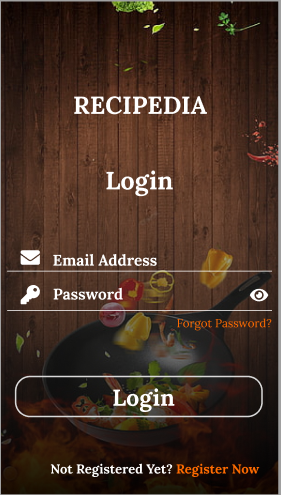 RECIPEDIA
Login
Email Address
Password
Forgot Password?
Login
Not Registered Yet? Register Now